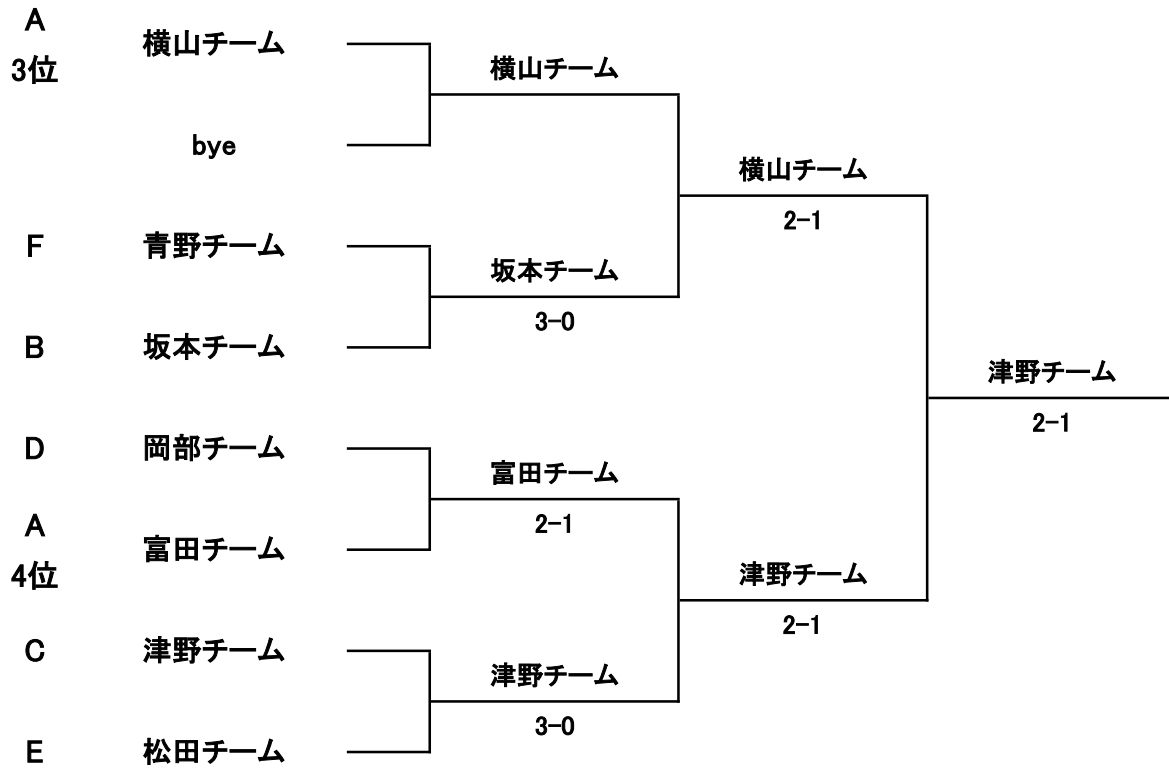 A
3位
横山チーム
横山チーム
bye
横山チーム
2-1
F
青野チーム
坂本チーム
3-0
B
坂本チーム
津野チーム
2-1
D
岡部チーム
富田チーム
2-1
A
4位
富田チーム
津野チーム
2-1
C
津野チーム
津野チーム
3-0
E
松田チーム